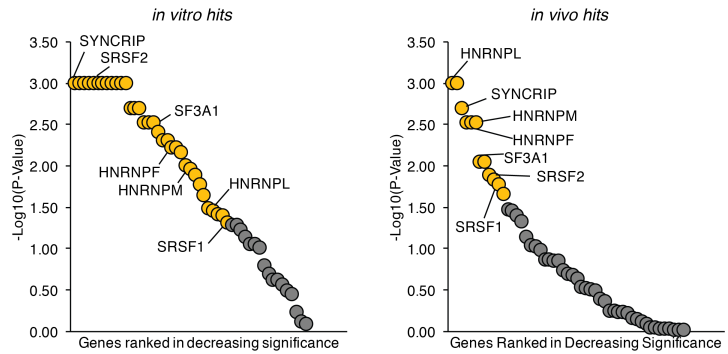 in vitro hits
3.50
3.00
2.50
2.00
1.50
1.00
0.50
0.00
-Log10(P-Value)
SYNCRIP
SRSF2
SF3A1
HNRNPF
HNRNPM
HNRNPL
SRSF1
Genes ranked in decreasing significance
in vivo hits
3.50
3.00
2.50
2.00
1.50
1.00
0.50
0.00
-Log10(P-Value)
HNRNPL
SYNCRIP
HNRNPM
HNRNPF
SF3A1
SRSF2
SRSF1
Genes Ranked in Decreasing Significance